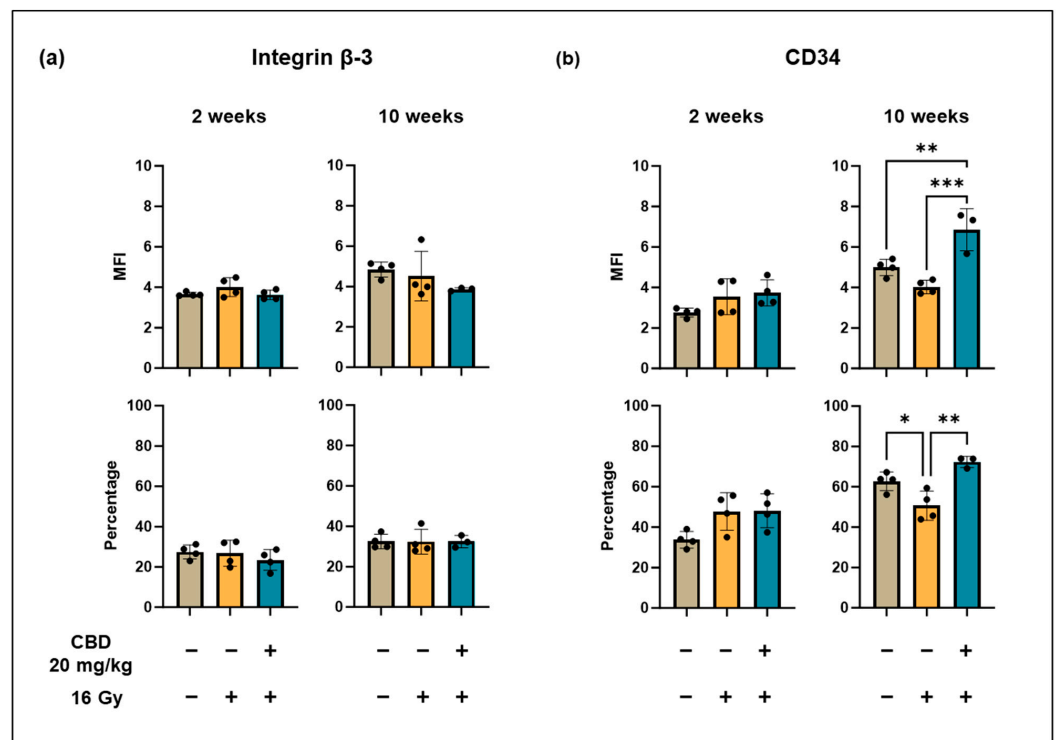 (a) Integrin β-3 (b) CD34
2 weeks 10 weeks 2 weeks 10 weeks
10 10 10 10
8 8 8 8
6 6 6 6
4 4 4 4
2 2 2 2
0 0 0 0
MFI MFI
** ***
100 100 100 100
80 80 80 80
60 60 60 60
40 40 40 40
20 20 20 20
0 0 0 0
Percentage Percentage
* **
CBD
20 mg/kg − − + − − + − − + − − +
16 Gy − + + − + + − + + − + +